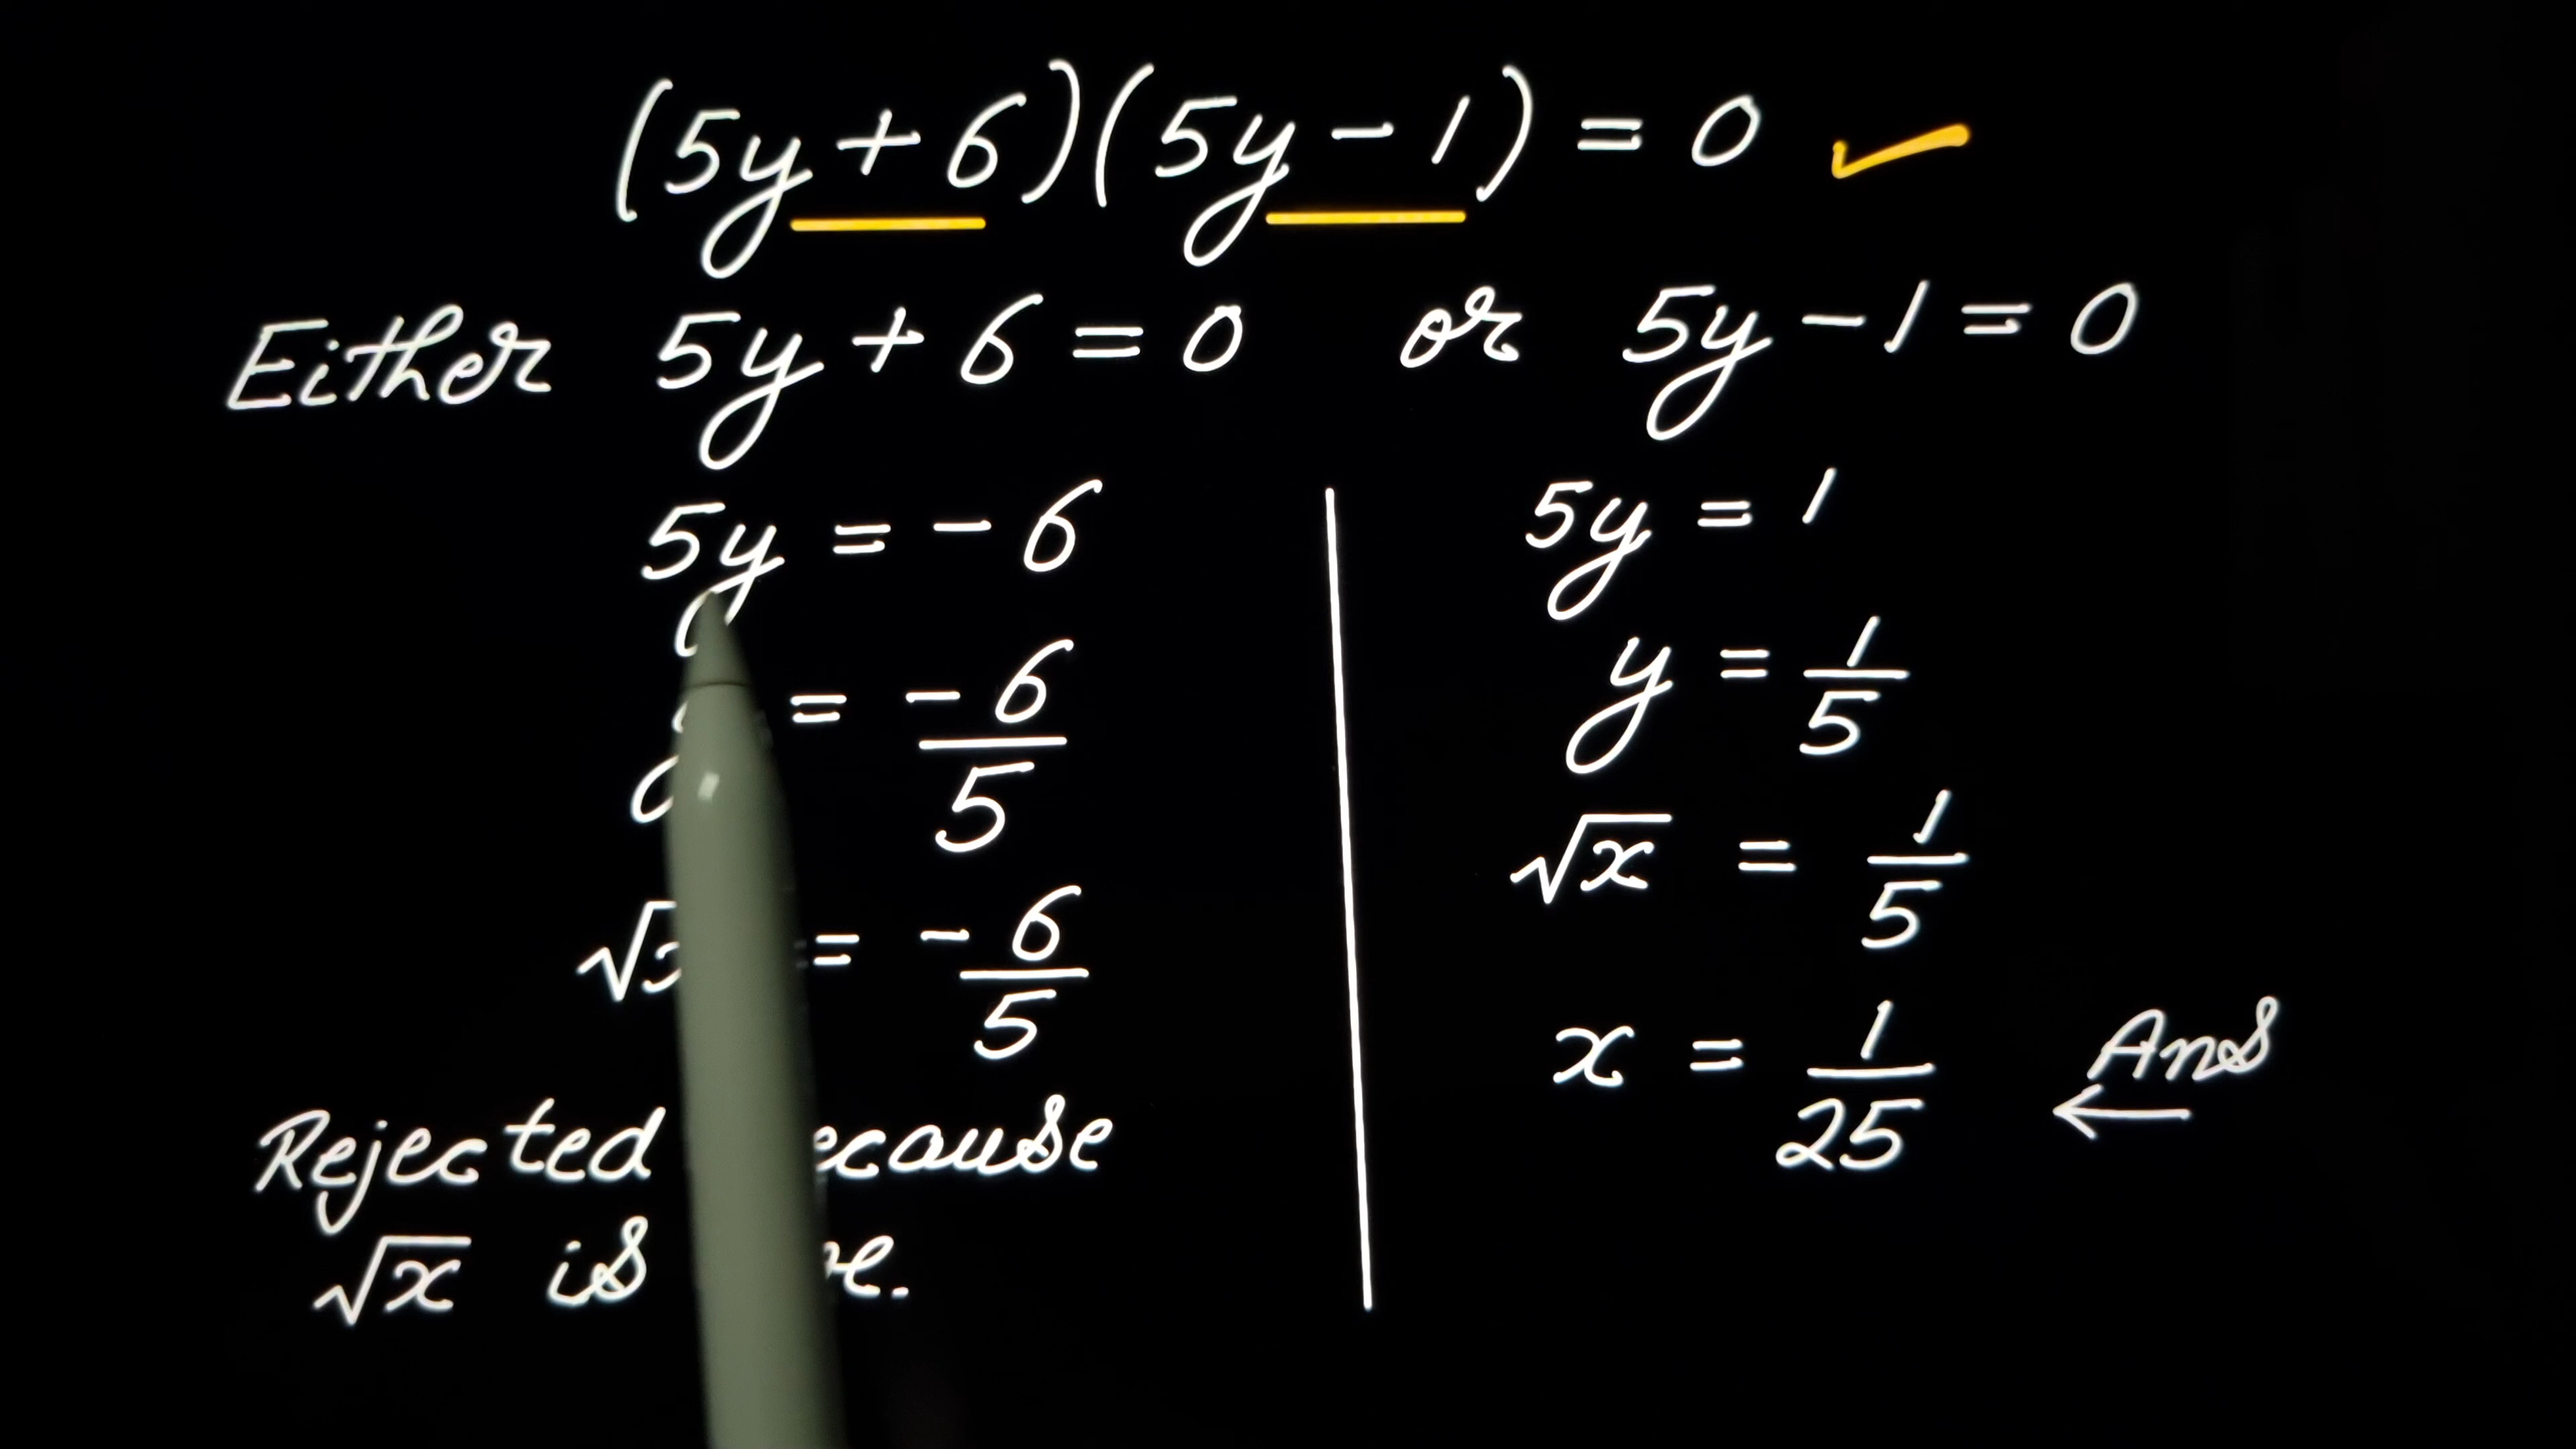 (5y + 6)(5y - 1) = 0 ✓
Either 5y + 6 = 0 or 5y - 1 = 0
5y = - 6
= -6/5
= -6/5
Rejected
√x is
5y = 1
y = 1/5
√x = 1/5
x = 1/25 Ans
←